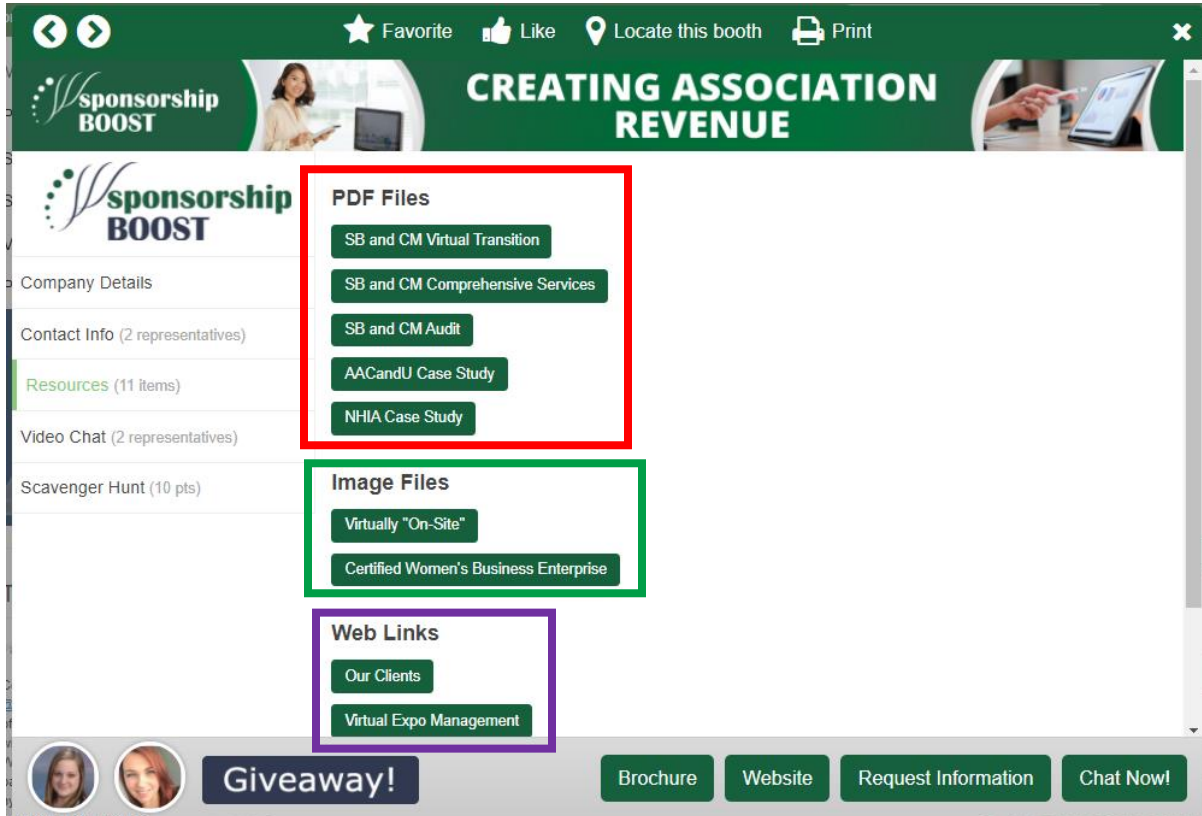 Favorite
Like
Locate this booth
Print
sponsorship
BOOST
CREATING ASSOCIATION
REVENUE
sponsorship
BOOST
Company Details
Contact Info (2 representatives)
Resources (11 items)
Video Chat (2 representatives)
Scavenger Hunt (10 pts)
PDF Files
SB and CM Virtual Transition
SB and CM Comprehensive Services
SB and CM Audit
AACandU Case Study
NHIA Case Study
Image Files
Virtually "On-Site"
Certified Women's Business Enterprise
Web Links
Our Clients
Virtual Expo Management
Giveaway!
Brochure
Website
Request Information
Chat Now!